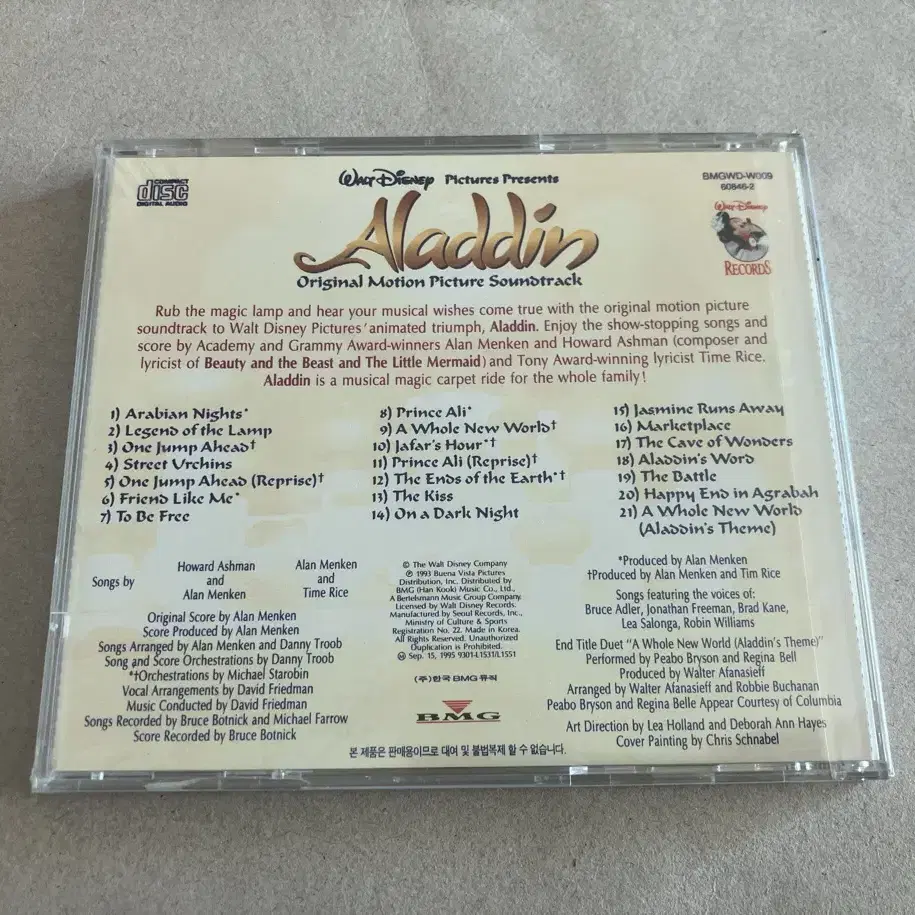 COMPACT
disc
DIGITAL AUDIO
Walt Disney Pictures Presents
BMGWD-W009
60846-2
Aladdin
Original Motion Picture Soundtrack
Walt Disney
RECORDS
Rub the magic lamp and hear your musical wishes come true with the original motion picture
soundtrack to Walt Disney Pictures' animated triumph, Aladdin. Enjoy the show-stopping songs and
score by Academy and Grammy Award-winners Alan Menken and Howard Ashman (composer and
lyricist of Beauty and the Beast and The Little Mermaid) and Tony Award-winning lyricist Time Rice.
Aladdin is a musical magic carpet ride for the whole family!
1) Arabian Nights*
2) Legend of the Lamp
3) One Jump Ahead†
4) Street Urchins
5) One Jump Ahead (Reprise)†
6) Friend Like Me*
7) To Be Free
8) Prince Ali*
9) A Whole New World†
10) Jafar's Hour*†
11) Prince Ali (Reprise)†
12) The Ends of the Earth*†
13) The Kiss
14) On a Dark Night
15) Jasmine Runs Away
16) Marketplace
17) The Cave of Wonders
18) Aladdin's Word
19) The Battle
20) Happy End in Agrabah
21) A Whole New World
(Aladdin's Theme)
Songs by
Howard Ashman
and
Alan Menken
Alan Menken
and
Time Rice
Original Score by Alan Menken
Score Produced by Alan Menken
Songs Arranged by Alan Menken and Danny Troob
Song and Score Orchestrations by Danny Troob
*†Orchestrations by Michael Starobin
Vocal Arrangements by David Friedman
Music Conducted by David Friedman
Songs Recorded by Bruce Botnick and Michael Farrow
Score Recorded by Bruce Botnick
© The Walt Disney Company
℗ 1993 Buena Vista Pictures
Distribution, Inc. Distributed by
BMG (Han Kook) Music Co., Ltd.,
A Bertelsmann Music Group Company.
Licensed by Walt Disney Records.
Manufactured by Seoul Records, Inc.,
Ministry of Culture & Sports
Registration No. 22. Made in Korea.
All Rights Reserved. Unauthorized
Duplication is Prohibited.
Ⓜ Sep. 15, 1995 9301-L1531/L1551
(주)한국 BMG 뮤직
BMG
본 제품은 판매용이므로 대여 및 불법복제 할 수 없습니다.
*Produced by Alan Menken
†Produced by Alan Menken and Tim Rice
Songs featuring the voices of:
Bruce Adler, Jonathan Freeman, Brad Kane,
Lea Salonga, Robin Williams
End Title Duet "A Whole New World (Aladdin's Theme)"
Performed by Peabo Bryson and Regina Bell
Produced by Walter Afanasieff
Arranged by Walter Afanasieff and Robbie Buchanan
Peabo Bryson and Regina Belle Appear Courtesy of Columbia
Art Direction by Lea Holland and Deborah Ann Hayes
Cover Painting by Chris Schnabel